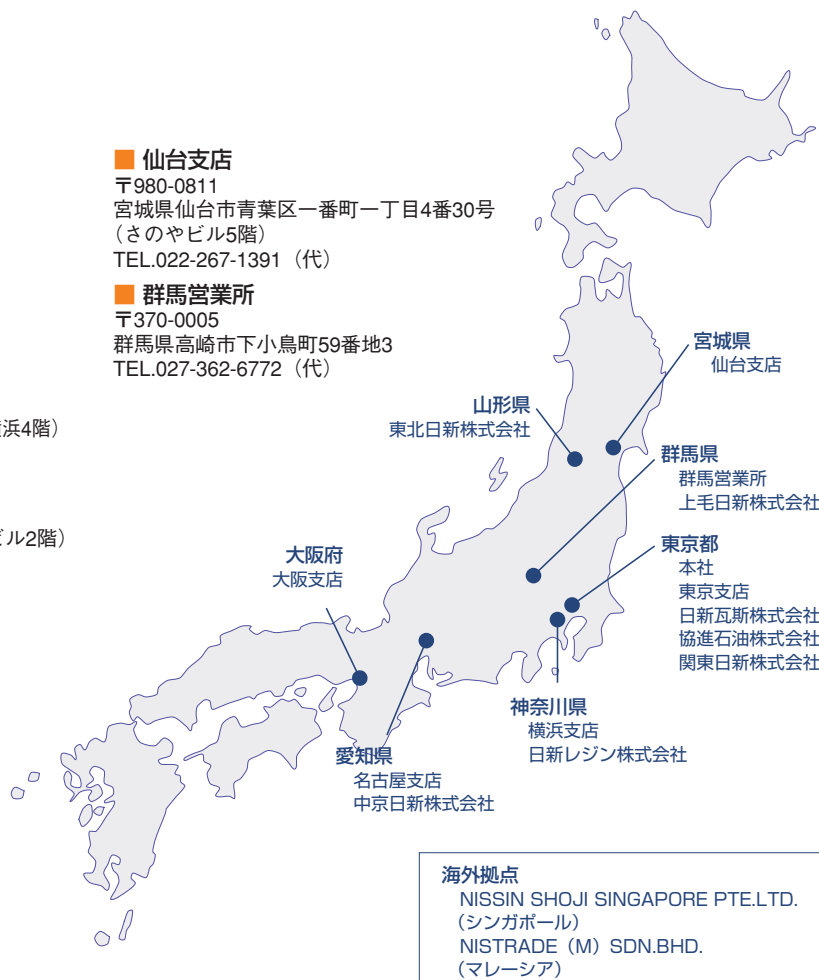 ■ 仙台支店
〒980-0811
宮城県仙台市青葉区一番町一丁目4番30号
（さのやビル5階）
TEL.022-267-1391（代）
■ 群馬営業所
〒370-0005
群馬県高崎市下小鳥町59番地3
TEL.027-362-6772（代）
浜4階）
ビル2階）
宮城県
仙台支店
山形県
東北日新株式会社
群馬県
群馬営業所
上毛日新株式会社
東京都
本社
東京支店
日新瓦斯株式会社
協進石油株式会社
関東日新株式会社
大阪府
大阪支店
神奈川県
横浜支店
日新レジン株式会社
愛知県
名古屋支店
中京日新株式会社
海外拠点
NISSIN SHOJI SINGAPORE PTE.LTD.
（シンガポール）
NISTRADE（M）SDN.BHD.
（マレーシア）